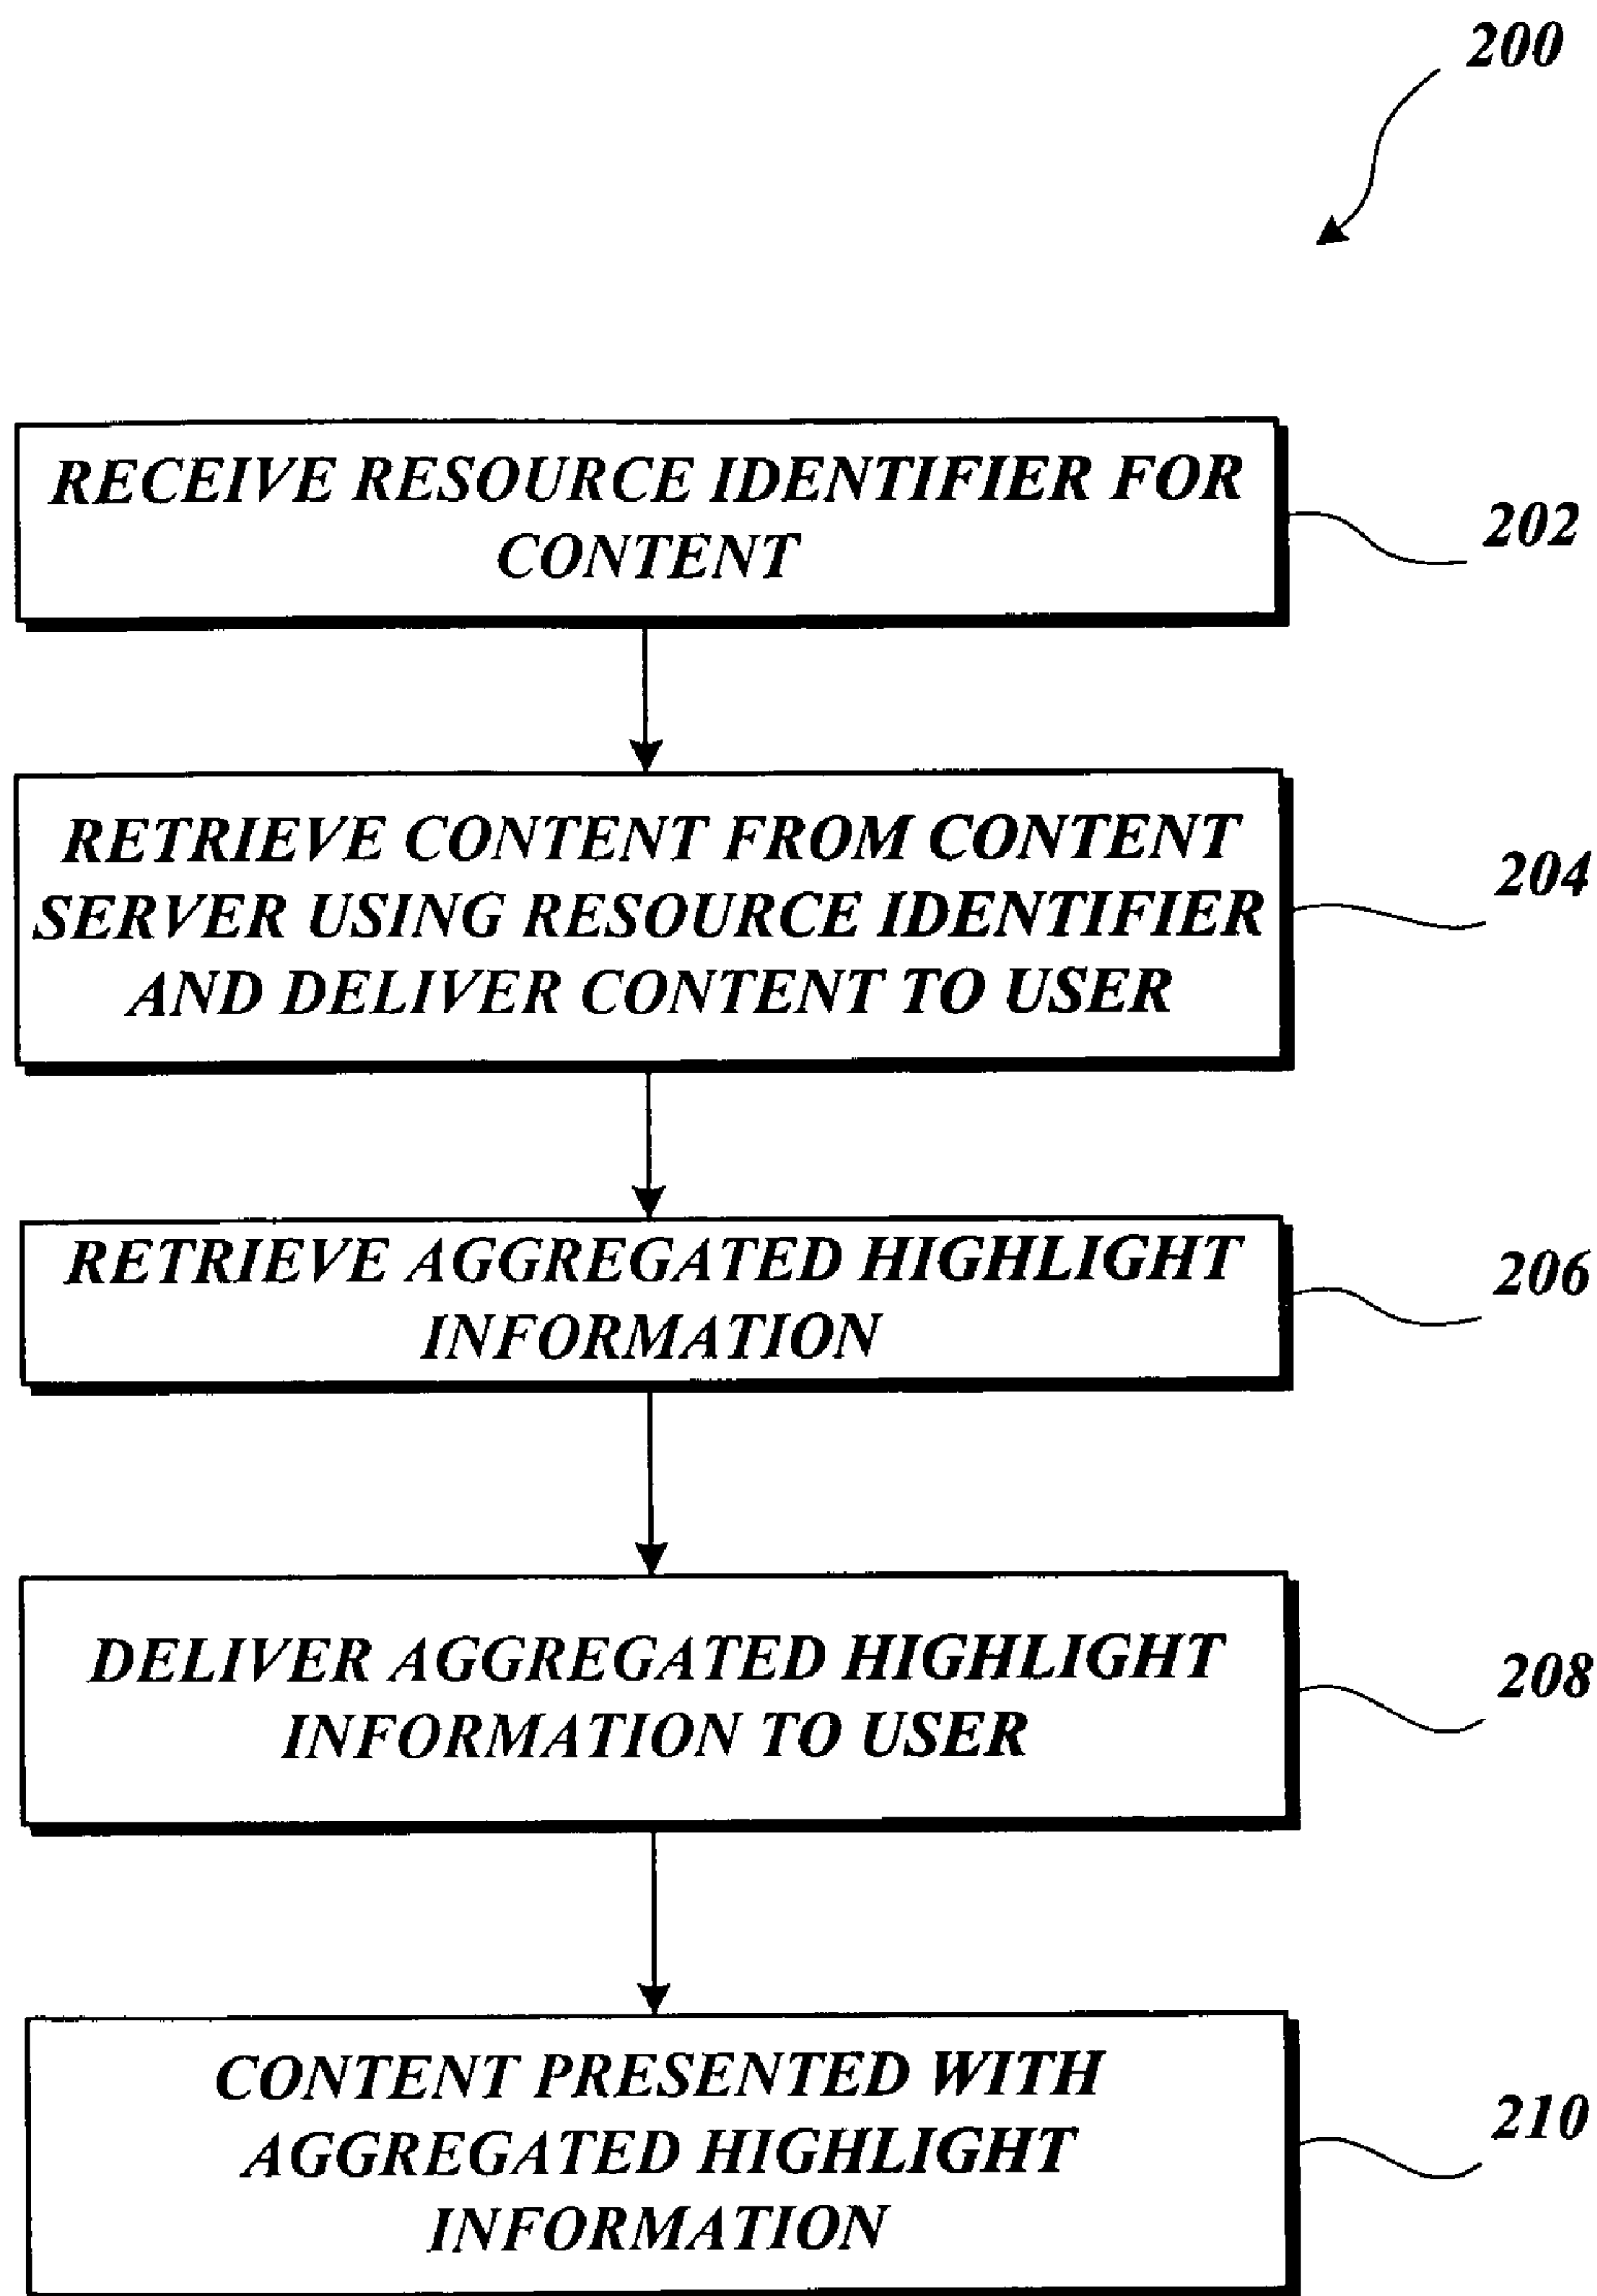 200
RECEIVE RESOURCE IDENTIFIER FOR
CONTENT
202
RETRIEVE CONTENT FROM CONTENT
SERVER USING RESOURCE IDENTIFIER
AND DELIVER CONTENT TO USER
204
RETRIEVE AGGREGATED HIGHLIGHT
INFORMATION
206
DELIVER AGGREGATED HIGHLIGHT
INFORMATION TO USER
208
CONTENT PRESENTED WITH
AGGREGATED HIGHLIGHT
INFORMATION
210